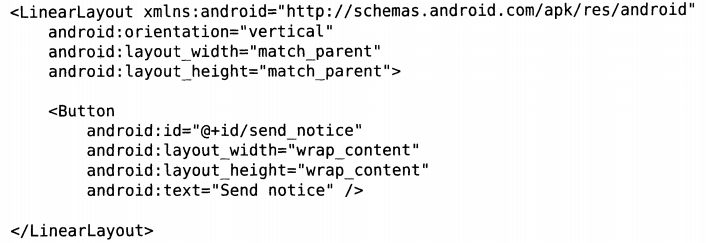 <LinearLayout xmlns:android="http://schemas.android.com/apk/res/android"
    android:orientation="vertical"
    android:layout_width="match_parent"
    android:layout_height="match_parent">

    <Button
        android:id="@+id/send_notice"
        android:layout_width="wrap_content"
        android:layout_height="wrap_content"
        android:text="Send notice" />

</LinearLayout>